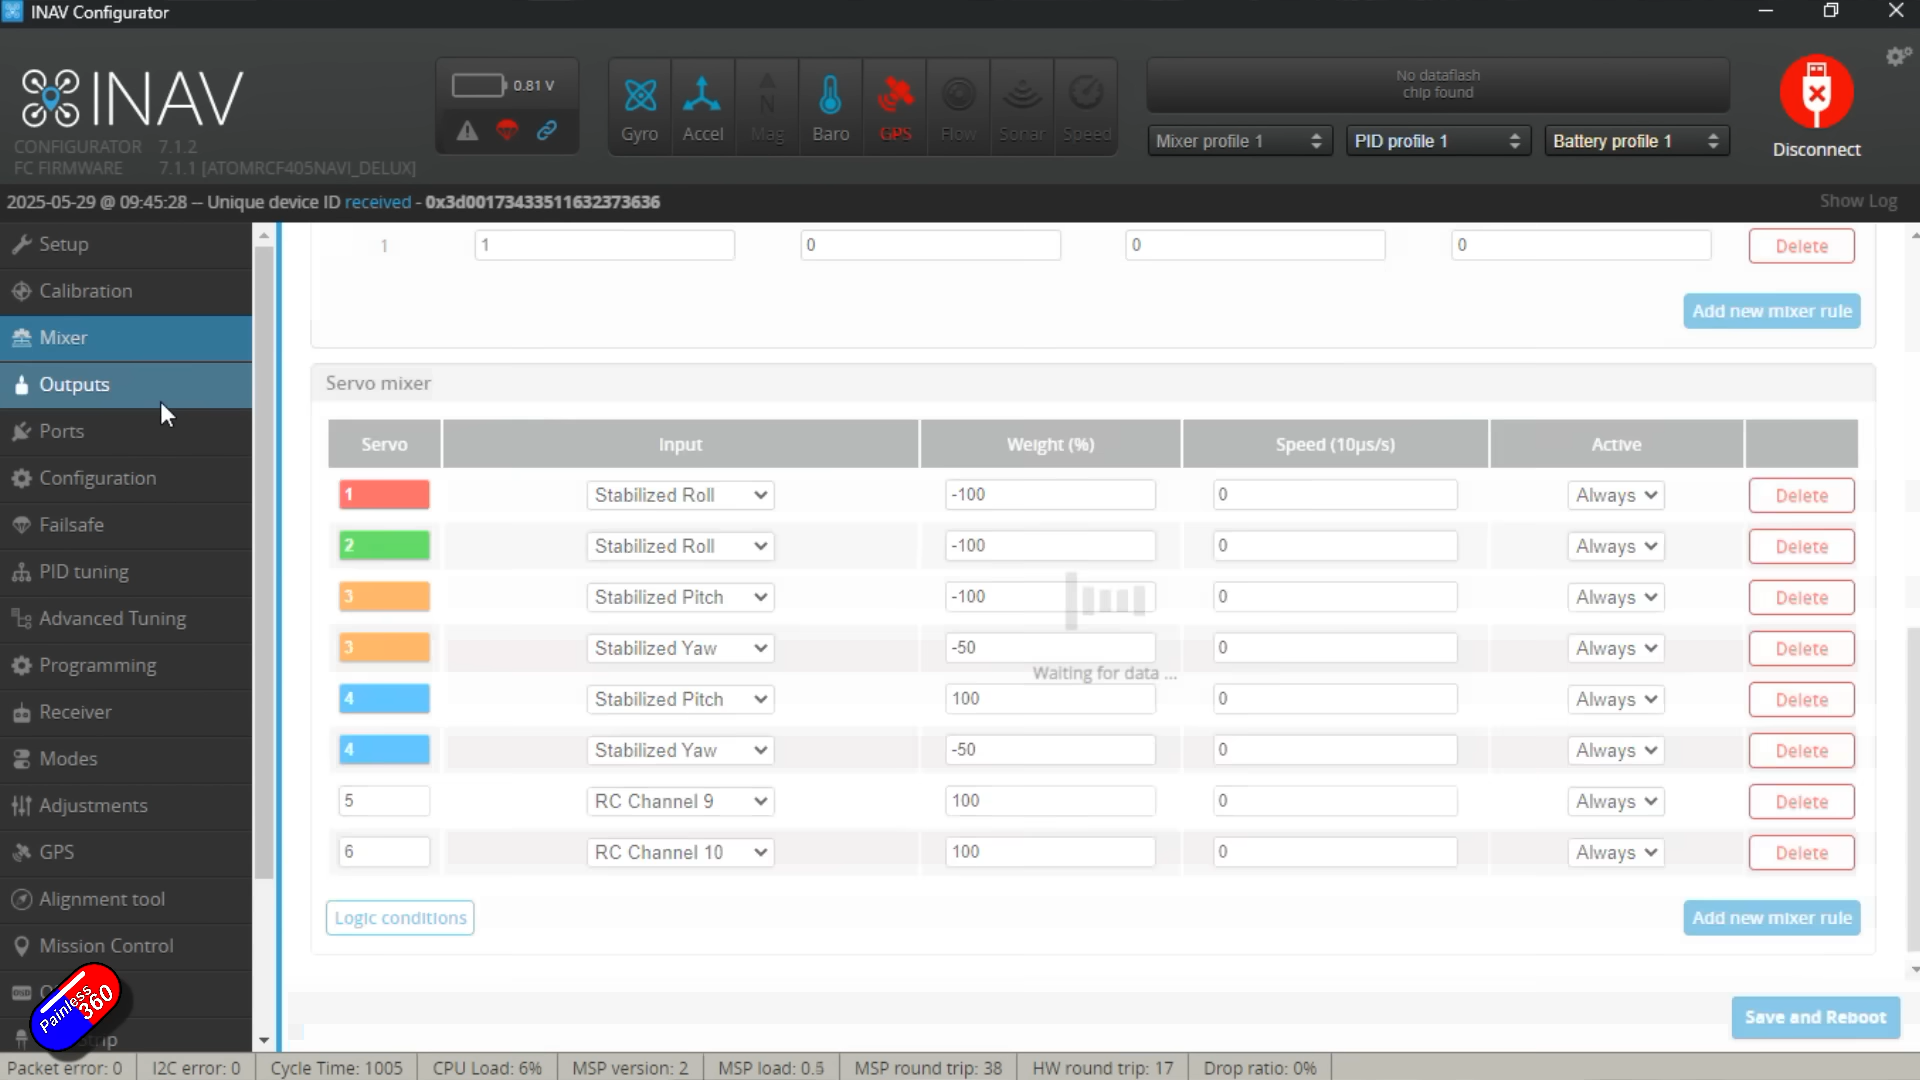 INAV Configurator
INAV
CONFIGURATOR 7.1.2
FC FIRMWARE 7.1.1 [ATOMRCF405NAVI_DELUX]
0.81 V
Gyro
Accel
Mag
Baro
GPS
Flow
Sonar
Speed
No dataflash
chip found
Mixer profile 1
PID profile 1
Battery profile 1
Disconnect
2025-05-29 @ 09:45:28 -- Unique device ID received - 0x3d00173433511632373636
Show Log
Setup
Calibration
Mixer
Outputs
Ports
Configuration
Failsafe
PID tuning
Advanced Tuning
Programming
Receiver
Modes
Adjustments
GPS
Alignment tool
Mission Control
Painless
360
1 1 0 0 0 Delete
Add new mixer rule
Servo mixer
Servo Input Weight (%) Speed (10µs/s) Active
1 Stabilized Roll -100 0 Always Delete
2 Stabilized Roll -100 0 Always Delete
3 Stabilized Pitch -100 0 Always Delete
3 Stabilized Yaw -50 0 Always Delete
Waiting for data ...
4 Stabilized Pitch 100 0 Always Delete
4 Stabilized Yaw -50 0 Always Delete
5 RC Channel 9 100 0 Always Delete
6 RC Channel 10 100 0 Always Delete
Logic conditions
Add new mixer rule
Save and Reboot
Packet error: 0 I2C error: 0 Cycle Time: 1005 CPU Load: 6% MSP version: 2 MSP load: 0.5 MSP round trip: 38 HW round trip: 17 Drop ratio: 0%